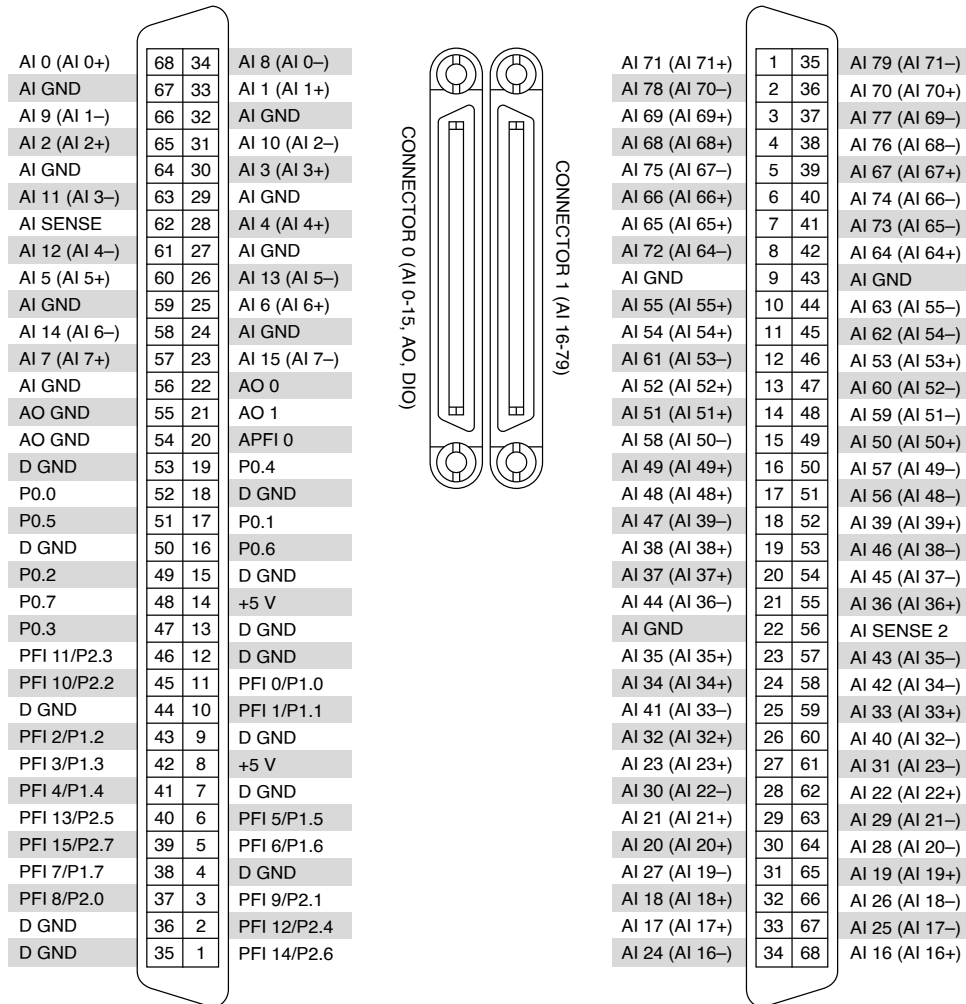 AI 0 (AI 0+) 68 34 AI 8 (AI 0–)
AI GND 67 33 AI 1 (AI 1+)
AI 9 (AI 1–) 66 32 AI GND
AI 2 (AI 2+) 65 31 AI 10 (AI 2–)
AI GND 64 30 AI 3 (AI 3+)
AI 11 (AI 3–) 63 29 AI GND
AI SENSE 62 28 AI 4 (AI 4+)
AI 12 (AI 4–) 61 27 AI GND
AI 5 (AI 5+) 60 26 AI 13 (AI 5–)
AI GND 59 25 AI 6 (AI 6+)
AI 14 (AI 6–) 58 24 AI GND
AI 7 (AI 7+) 57 23 AI 15 (AI 7–)
AI GND 56 22 AO 0
AO GND 55 21 AO 1
AO GND 54 20 APFI 0
D GND 53 19 P0.4
P0.0 52 18 D GND
P0.5 51 17 P0.1
D GND 50 16 P0.6
P0.2 49 15 D GND
P0.7 48 14 +5 V
P0.3 47 13 D GND
PFI 11/P2.3 46 12 D GND
PFI 10/P2.2 45 11 PFI 0/P1.0
D GND 44 10 PFI 1/P1.1
PFI 2/P1.2 43 9 D GND
PFI 3/P1.3 42 8 +5 V
PFI 4/P1.4 41 7 D GND
PFI 13/P2.5 40 6 PFI 5/P1.5
PFI 15/P2.7 39 5 PFI 6/P1.6
PFI 7/P1.7 38 4 D GND
PFI 8/P2.0 37 3 PFI 9/P2.1
D GND 36 2 PFI 12/P2.4
D GND 35 1 PFI 14/P2.6
CONNECTOR 0 (AI 0-15, AO, DIO)
CONNECTOR 1 (AI 16-79)
AI 71 (AI 71+) 1 35 AI 79 (AI 71–)
AI 78 (AI 70–) 2 36 AI 70 (AI 70+)
AI 69 (AI 69+) 3 37 AI 77 (AI 69–)
AI 68 (AI 68+) 4 38 AI 76 (AI 68–)
AI 75 (AI 67–) 5 39 AI 67 (AI 67+)
AI 66 (AI 66+) 6 40 AI 74 (AI 66–)
AI 65 (AI 65+) 7 41 AI 73 (AI 65–)
AI 72 (AI 64–) 8 42 AI 64 (AI 64+)
AI GND 9 43 AI GND
AI 55 (AI 55+) 10 44 AI 63 (AI 55–)
AI 54 (AI 54+) 11 45 AI 62 (AI 54–)
AI 61 (AI 53–) 12 46 AI 53 (AI 53+)
AI 52 (AI 52+) 13 47 AI 60 (AI 52–)
AI 51 (AI 51+) 14 48 AI 59 (AI 51–)
AI 58 (AI 50–) 15 49 AI 50 (AI 50+)
AI 49 (AI 49+) 16 50 AI 57 (AI 49–)
AI 48 (AI 48+) 17 51 AI 56 (AI 48–)
AI 47 (AI 39–) 18 52 AI 39 (AI 39+)
AI 38 (AI 38+) 19 53 AI 46 (AI 38–)
AI 37 (AI 37+) 20 54 AI 45 (AI 37–)
AI 44 (AI 36–) 21 55 AI 36 (AI 36+)
AI GND 22 56 AI SENSE 2
AI 35 (AI 35+) 23 57 AI 43 (AI 35–)
AI 34 (AI 34+) 24 58 AI 42 (AI 34–)
AI 41 (AI 33–) 25 59 AI 33 (AI 33+)
AI 32 (AI 32+) 26 60 AI 40 (AI 32–)
AI 23 (AI 23+) 27 61 AI 31 (AI 23–)
AI 30 (AI 22–) 28 62 AI 22 (AI 22+)
AI 21 (AI 21+) 29 63 AI 29 (AI 21–)
AI 20 (AI 20+) 30 64 AI 28 (AI 20–)
AI 27 (AI 19–) 31 65 AI 19 (AI 19+)
AI 18 (AI 18+) 32 66 AI 26 (AI 18–)
AI 17 (AI 17+) 33 67 AI 25 (AI 17–)
AI 24 (AI 16–) 34 68 AI 16 (AI 16+)